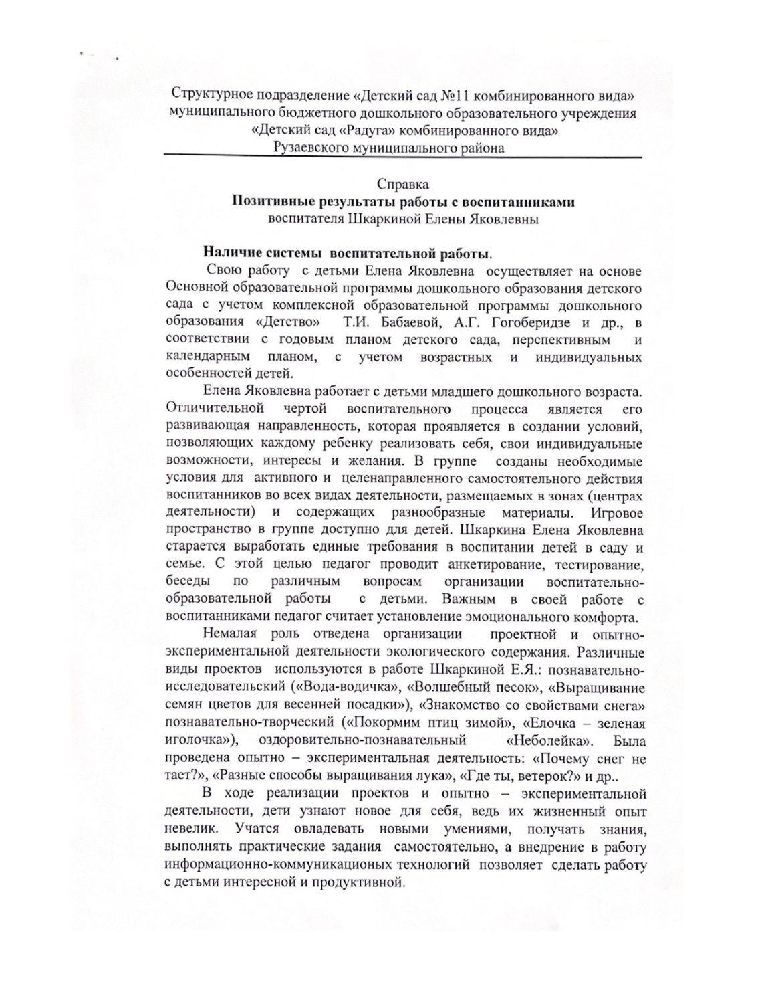 Структурное подразделение «Детский сад №11 комбинированного вида»
муниципального бюджетного дошкольного образовательного учреждения
«Детский сад «Радуга» комбинированного вида»
Рузаевского муниципального района
Справка
Позитивные результаты работы с воспитанниками
воспитателя Шкаркиной Елены Яковлевны
Наличие системы воспитательной работы.
Свою работу с детьми Елена Яковлевна осуществляет на основе
Основной образовательной программы дошкольного образования детского
сада с учетом комплексной образовательной программы дошкольного
образования «Детство» Т.И. Бабаевой, А.Г. Гогоберидзе и др., в
соответствии с годовым планом детского сада, перспективным и
календарным планом, с учетом возрастных и индивидуальных
особенностей детей.
Елена Яковлевна работает с детьми младшего дошкольного возраста.
Отличительной чертой воспитательного процесса является его
развивающая направленность, которая проявляется в создании условий,
позволяющих каждому ребенку реализовать себя, свои индивидуальные
возможности, интересы и желания. В группе созданы необходимые
условия для активного и целенаправленного самостоятельного действия
воспитанников во всех видах деятельности, размещаемых в зонах (центрах
деятельности) и содержащих разнообразные материалы. Игровое
пространство в группе доступно для детей. Шкаркина Елена Яковлевна
старается выработать единые требования в воспитании детей в саду и
семье. С этой целью педагог проводит анкетирование, тестирование,
беседы по различным вопросам организации воспитательно-
образовательной работы с детьми. Важным в своей работе с
воспитанниками педагог считает установление эмоционального комфорта.
Немалая роль отведена организации проектной и опытно-
экспериментальной деятельности экологического содержания. Различные
виды проектов используются в работе Шкаркиной Е.Я.: познавательно-
исследовательский («Вода-водичка», «Волшебный песок», «Выращивание
семян цветов для весенней посадки»), «Знакомство со свойствами снега»
познавательно-творческий («Покормим птиц зимой», «Елочка – зеленая
иголочка»), оздоровительно-познавательный «Неболейка». Была
проведена опытно – экспериментальная деятельность: «Почему снег не
тает?», «Разные способы выращивания лука», «Где ты, ветерок?» и др..
В ходе реализации проектов и опытно – экспериментальной
деятельности, дети узнают новое для себя, ведь их жизненный опыт
невелик. Учатся овладевать новыми умениями, получать знания,
выполнять практические задания самостоятельно, а внедрение в работу
информационно-коммуникационых технологий позволяет сделать работу
с детьми интересной и продуктивной.